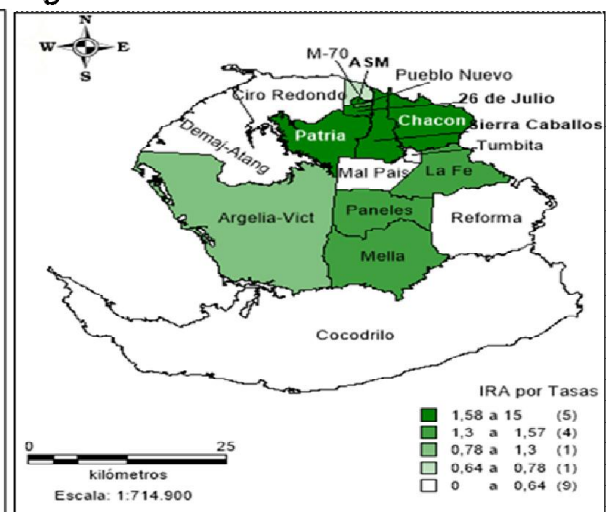 N
W E
S
M-70
ASM
Pueblo Nuevo
Ciro Redondo
26 de Julio
Chacon
Sierra Caballos
Patria
Demaj-Atang
Tumbita
Mal Pais
La Fe
Argelia-Vict
Paneles
Reforma
Mella
Cocodrilo
IRA por Tasas
1,58 a 15 (5)
1,3 a 1,57 (4)
0,78 a 1,3 (1)
0,64 a 0,78 (1)
0 a 0,64 (9)
0 25
kilómetros
Escala: 1:714.900